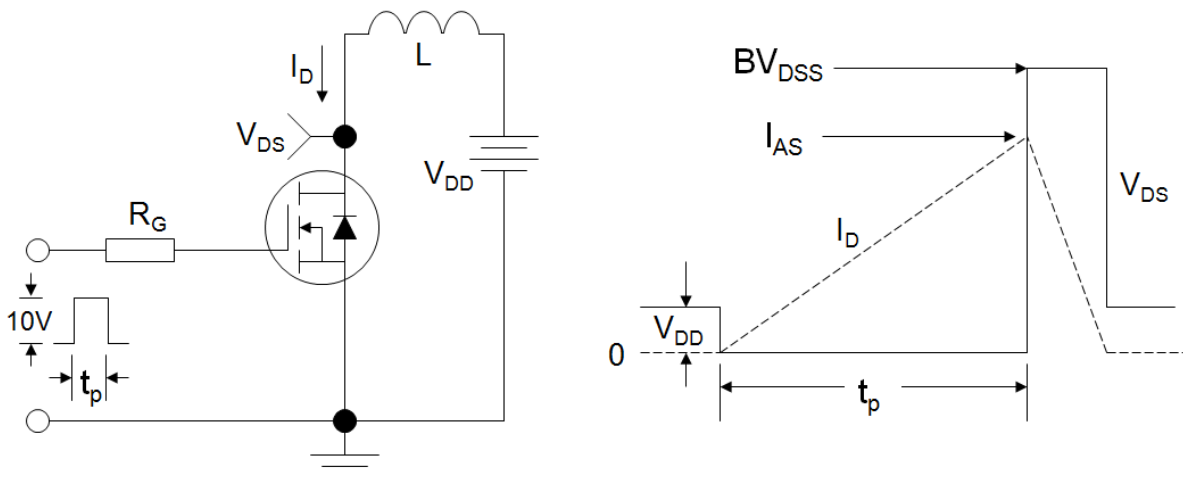 L
I_D
V_DS
V_DD
R_G
10V
t_p
BV_DSS
I_AS
V_DS
I_D
V_DD
0
t_p